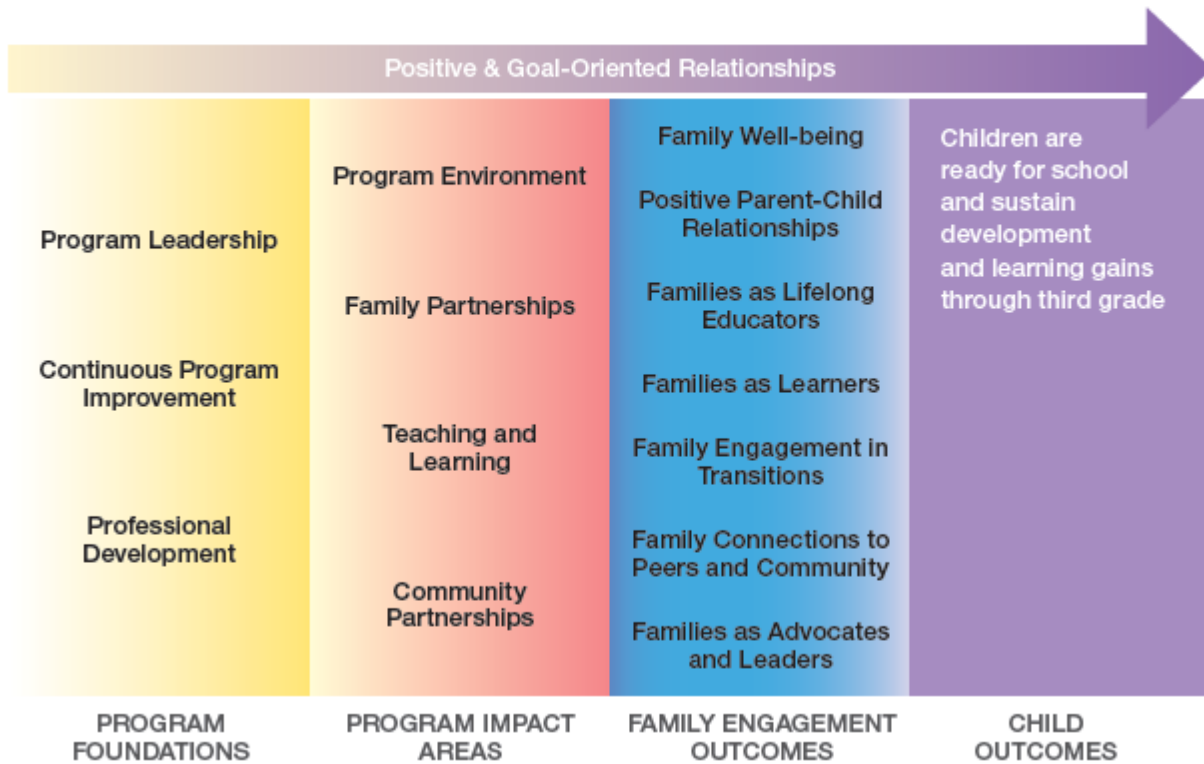 Positive & Goal-Oriented Relationships
Program Leadership
Continuous Program
Improvement
Professional
Development
PROGRAM
FOUNDATIONS
Program Environment
Family Partnerships
Teaching and
Learning
Community
Partnerships
PROGRAM IMPACT
AREAS
Family Well-being
Positive Parent-Child
Relationships
Families as Lifelong
Educators
Families as Learners
Family Engagement in
Transitions
Family Connections to
Peers and Community
Families as Advocates
and Leaders
FAMILY ENGAGEMENT
OUTCOMES
Children are
ready for school
and sustain
development
and learning gains
through third grade
CHILD
OUTCOMES